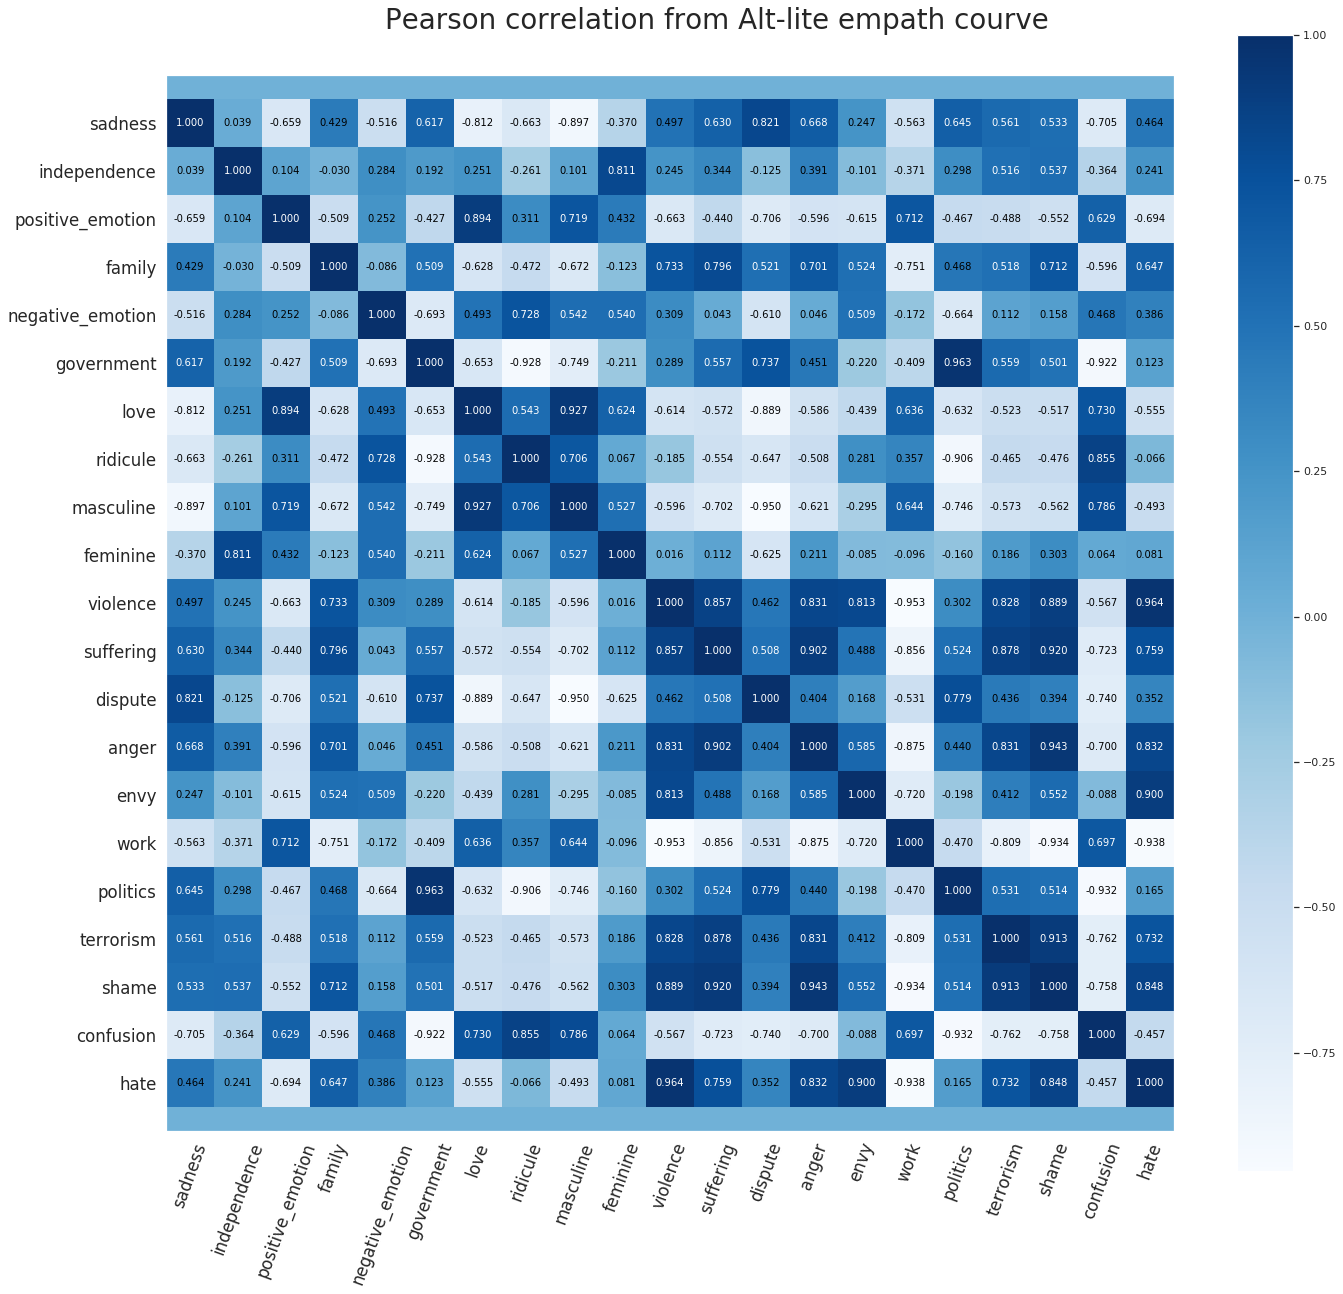 Pearson correlation from Alt-lite empath courve
1.00
sadness 1.000 0.039 -0.659 0.429 -0.516 0.617 -0.812 -0.663 -0.897 -0.370 0.497 0.630 0.821 0.668 0.247 -0.563 0.645 0.561 0.533 -0.705 0.464
independence 0.039 1.000 0.104 -0.030 0.284 0.192 0.251 -0.261 0.101 0.811 0.245 0.344 -0.125 0.391 -0.101 -0.371 0.298 0.516 0.537 -0.364 0.241
0.75
positive_emotion -0.659 0.104 1.000 -0.509 0.252 -0.427 0.894 0.311 0.719 0.432 -0.663 -0.440 -0.706 -0.596 -0.615 0.712 -0.467 -0.488 -0.552 0.629 -0.694
family 0.429 -0.030 -0.509 1.000 -0.086 0.509 -0.628 -0.472 -0.672 -0.123 0.733 0.796 0.521 0.701 0.524 -0.751 0.468 0.518 0.712 -0.596 0.647
negative_emotion -0.516 0.284 0.252 -0.086 1.000 -0.693 0.493 0.728 0.542 0.540 0.309 0.043 -0.610 0.046 0.509 -0.172 -0.664 0.112 0.158 0.468 0.386
0.50
government 0.617 0.192 -0.427 0.509 -0.693 1.000 -0.653 -0.928 -0.749 -0.211 0.289 0.557 0.737 0.451 -0.220 -0.409 0.963 0.559 0.501 -0.922 0.123
love -0.812 0.251 0.894 -0.628 0.493 -0.653 1.000 0.543 0.927 0.624 -0.614 -0.572 -0.889 -0.586 -0.439 0.636 -0.632 -0.523 -0.517 0.730 -0.555
ridicule -0.663 -0.261 0.311 -0.472 0.728 -0.928 0.543 1.000 0.706 0.067 -0.185 -0.554 -0.647 -0.508 0.281 0.357 -0.906 -0.465 -0.476 0.855 -0.066
0.25
masculine -0.897 0.101 0.719 -0.672 0.542 -0.749 0.927 0.706 1.000 0.527 -0.596 -0.702 -0.950 -0.621 -0.295 0.644 -0.746 -0.573 -0.562 0.786 -0.493
feminine -0.370 0.811 0.432 -0.123 0.540 -0.211 0.624 0.067 0.527 1.000 0.016 0.112 -0.625 0.211 -0.085 -0.096 -0.160 0.186 0.303 0.064 0.081
violence 0.497 0.245 -0.663 0.733 0.309 0.289 -0.614 -0.185 -0.596 0.016 1.000 0.857 0.462 0.831 0.813 -0.953 0.302 0.828 0.889 -0.567 0.964
0.00
suffering 0.630 0.344 -0.440 0.796 0.043 0.557 -0.572 -0.554 -0.702 0.112 0.857 1.000 0.508 0.902 0.488 -0.856 0.524 0.878 0.920 -0.723 0.759
dispute 0.821 -0.125 -0.706 0.521 -0.610 0.737 -0.889 -0.647 -0.950 -0.625 0.462 0.508 1.000 0.404 0.168 -0.531 0.779 0.436 0.394 -0.740 0.352
anger 0.668 0.391 -0.596 0.701 0.046 0.451 -0.586 -0.508 -0.621 0.211 0.831 0.902 0.404 1.000 0.585 -0.875 0.440 0.831 0.943 -0.700 0.832
−0.25
envy 0.247 -0.101 -0.615 0.524 0.509 -0.220 -0.439 0.281 -0.295 -0.085 0.813 0.488 0.168 0.585 1.000 -0.720 -0.198 0.412 0.552 -0.088 0.900
work -0.563 -0.371 0.712 -0.751 -0.172 -0.409 0.636 0.357 0.644 -0.096 -0.953 -0.856 -0.531 -0.875 -0.720 1.000 -0.470 -0.809 -0.934 0.697 -0.938
politics 0.645 0.298 -0.467 0.468 -0.664 0.963 -0.632 -0.906 -0.746 -0.160 0.302 0.524 0.779 0.440 -0.198 -0.470 1.000 0.531 0.514 -0.932 0.165
−0.50
terrorism 0.561 0.516 -0.488 0.518 0.112 0.559 -0.523 -0.465 -0.573 0.186 0.828 0.878 0.436 0.831 0.412 -0.809 0.531 1.000 0.913 -0.762 0.732
shame 0.533 0.537 -0.552 0.712 0.158 0.501 -0.517 -0.476 -0.562 0.303 0.889 0.920 0.394 0.943 0.552 -0.934 0.514 0.913 1.000 -0.758 0.848
confusion -0.705 -0.364 0.629 -0.596 0.468 -0.922 0.730 0.855 0.786 0.064 -0.567 -0.723 -0.740 -0.700 -0.088 0.697 -0.932 -0.762 -0.758 1.000 -0.457
−0.75
hate 0.464 0.241 -0.694 0.647 0.386 0.123 -0.555 -0.066 -0.493 0.081 0.964 0.759 0.352 0.832 0.900 -0.938 0.165 0.732 0.848 -0.457 1.000
sadness independence positive_emotion family negative_emotion government love ridicule masculine feminine violence suffering dispute anger envy work politics terrorism shame confusion hate